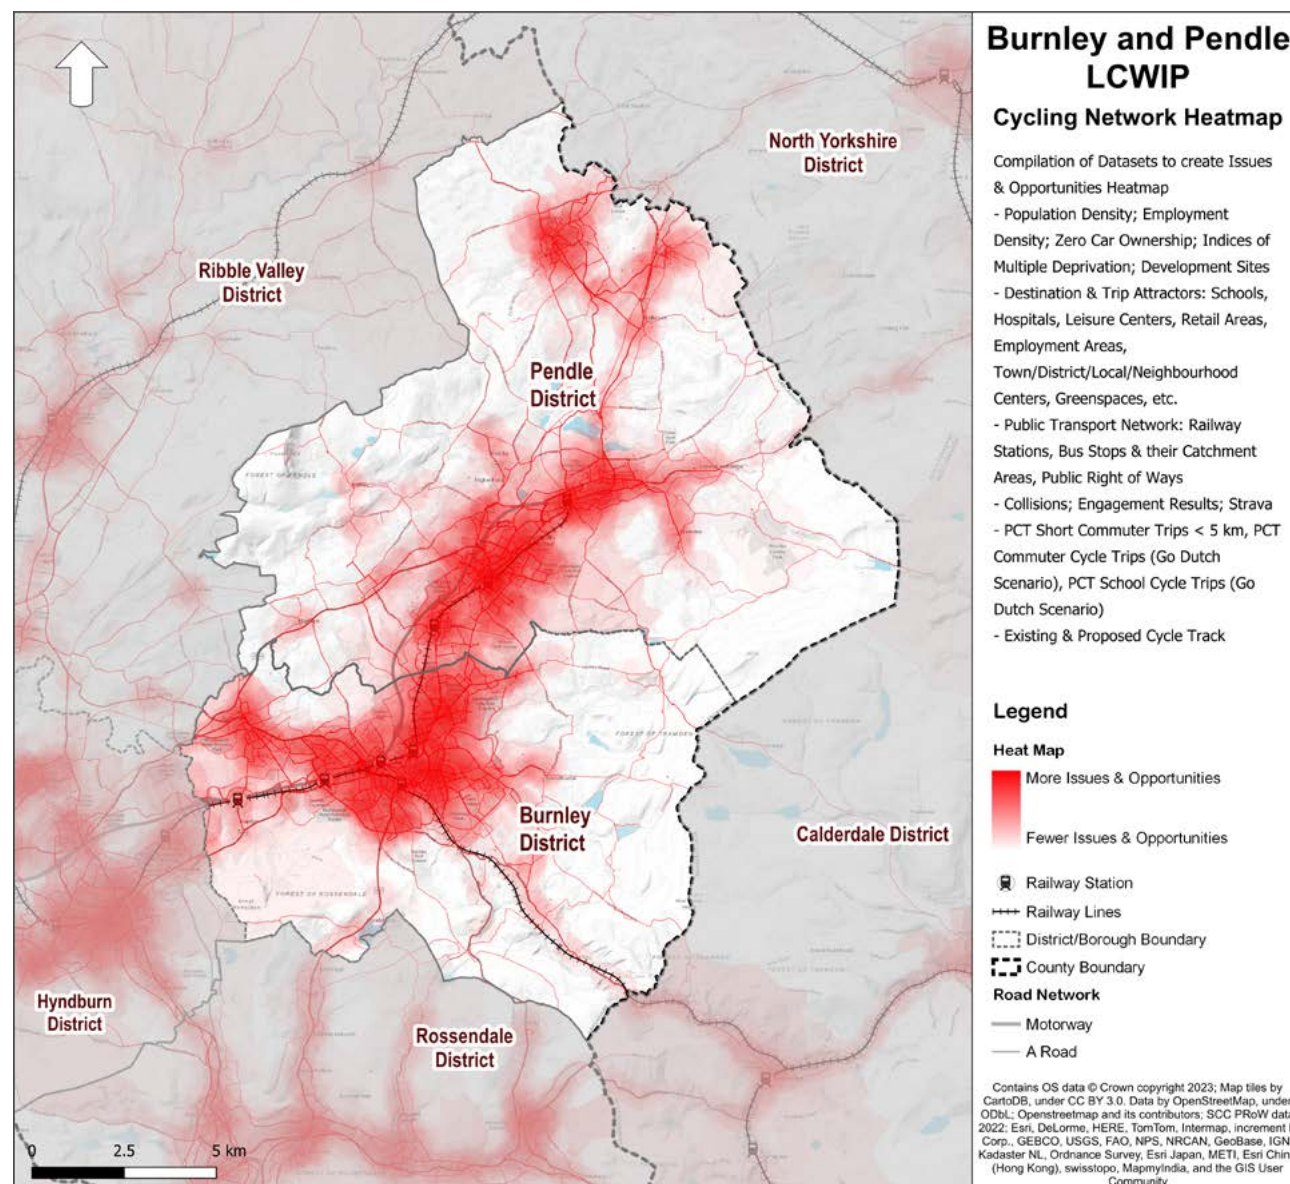 Burnley and Pendle
LCWIP
Cycling Network Heatmap
Compilation of Datasets to create Issues
& Opportunities Heatmap
- Population Density; Employment
Density; Zero Car Ownership; Indices of
Multiple Deprivation; Development Sites
- Destination & Trip Attractors: Schools,
Hospitals, Leisure Centers, Retail Areas,
Employment Areas,
Town/District/Local/Neighbourhood
Centers, Greenspaces, etc.
- Public Transport Network: Railway
Stations, Bus Stops & their Catchment
Areas, Public Right of Ways
- Collisions; Engagement Results; Strava
- PCT Short Commuter Trips < 5 km, PCT
Commuter Cycle Trips (Go Dutch
Scenario), PCT School Cycle Trips (Go
Dutch Scenario)
- Existing & Proposed Cycle Track
Legend
Heat Map
More Issues & Opportunities
Fewer Issues & Opportunities
Railway Station
Railway Lines
District/Borough Boundary
County Boundary
Road Network
Motorway
A Road
Contains OS data © Crown copyright 2023; Map tiles by
CartoDB, under CC BY 3.0. Data by OpenStreetMap, under
ODbL; Openstreetmap and its contributors; SCC PRoW data
2022; Esri, DeLorme, HERE, TomTom, Intermap, increment
Corp., GEBCO, USGS, FAO, NPS, NRCAN, GeoBase, IGN
Kadaster NL, Ordnance Survey, Esri Japan, METI, Esri Chin
(Hong Kong), swisstopo, MapmyIndia, and the GIS User
Community
North Yorkshire
District
Ribble Valley
District
Pendle
District
FOREST OF TRAWDEN
Burnley
District
Calderdale District
FOREST OF ROSSENDALE
Hyndburn
District
Rossendale
District
0 2.5 5 km